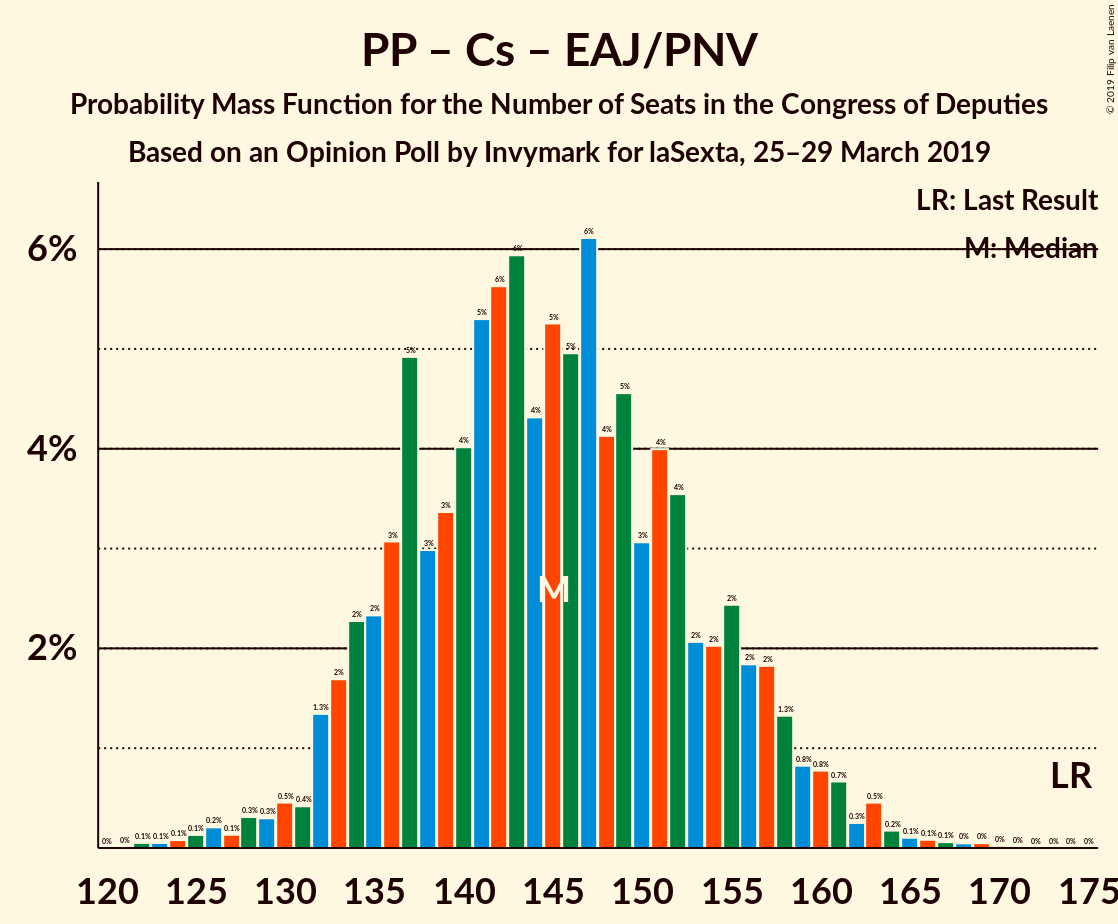 PP – Cs – EAJ/PNV
Probability Mass Function for the Number of Seats in the Congress of Deputies
Based on an Opinion Poll by Invymark for laSexta, 25–29 March 2019
© 2019 Filip van Laenen
LR: Last Result
M: Median
6%
4%
2%
0% 0% 0.1% 0.1% 0.1% 0.1% 0.2% 0.1% 0.3% 0.3% 0.5% 0.4% 1.3% 2% 2% 2% 3% 5% 3% 3% 4% 5% 6% 6% 4% 5% 5% 6% 4% 5% 3% 4% 4% 2% 2% 2% 2% 2% 1.3% 0.8% 0.8% 0.7% 0.3% 0.5% 0.2% 0.1% 0.1% 0.1% 0% 0% 0% 0% 0% 0% 0% 0%
M
LR
120 125 130 135 140 145 150 155 160 165 170 175